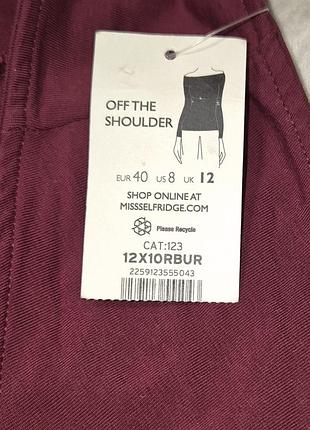 OFF THE
SHOULDER
EUR 40 US 8 UK 12
SHOP ONLINE AT
MISSSELFRIDGE.COM
Please Recycle
CAT:123
12X10RBUR
2259123555043